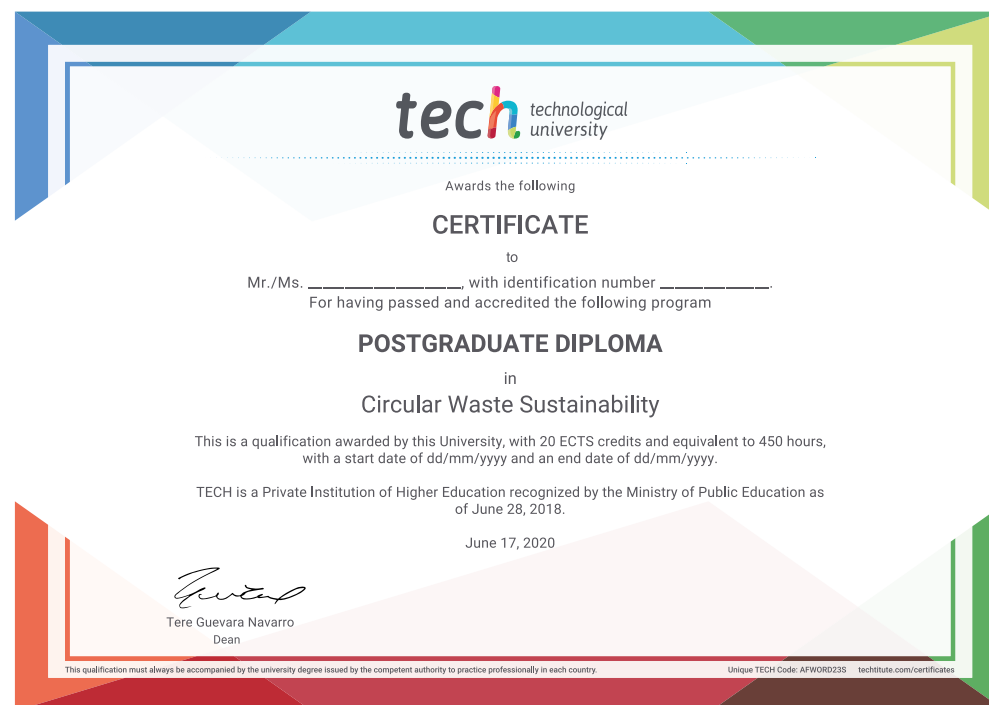 tech technological
university
Awards the following
CERTIFICATE
to
Mr./Ms. ____________________, with identification number ______________.
For having passed and accredited the following program
POSTGRADUATE DIPLOMA
in
Circular Waste Sustainability
This is a qualification awarded by this University, with 20 ECTS credits and equivalent to 450 hours,
with a start date of dd/mm/yyyy and an end date of dd/mm/yyyy.
TECH is a Private Institution of Higher Education recognized by the Ministry of Public Education as
of June 28, 2018.
June 17, 2020
Tere Guevara Navarro
Dean
This qualification must always be accompanied by the university degree issued by the competent authority to practice professionally in each country.
Unique TECH Code: AFWORD23S techtitute.com/certificates